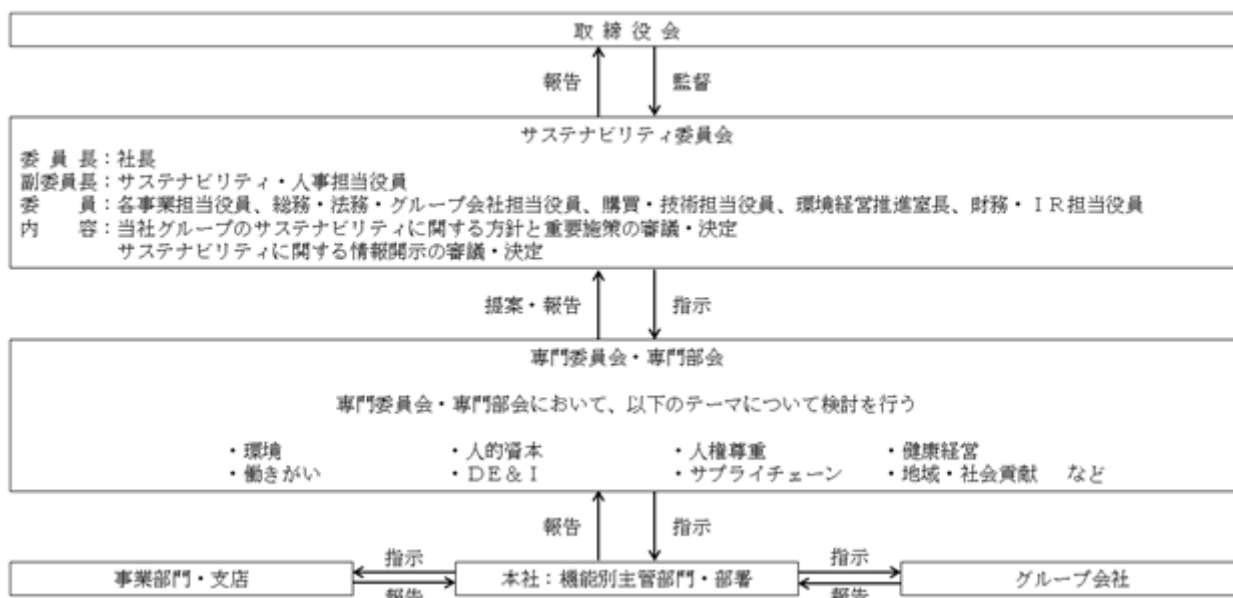 取 締 役 会
報告 監督
サステナビリティ委員会
委 員 長：社長
副委員長：サステナビリティ・人事担当役員
委　　員：各事業担当役員、総務・法務・グループ会社担当役員、購買・技術担当役員、環境経営推進室長、財務・ＩＲ担当役員
内　　容：当社グループのサステナビリティに関する方針と重要施策の審議・決定
サステナビリティに関する情報開示の審議・決定
提案・報告 指示
専門委員会・専門部会
専門委員会・専門部会において、以下のテーマについて検討を行う
・環境 ・人的資本 ・人権尊重 ・健康経営
・働きがい ・ＤＥ＆Ｉ ・サプライチェーン ・地域・社会貢献 など
報告 指示
指示 指示
事業部門・支店 本社：機能別主管部門・部署 グループ会社
報告 報告